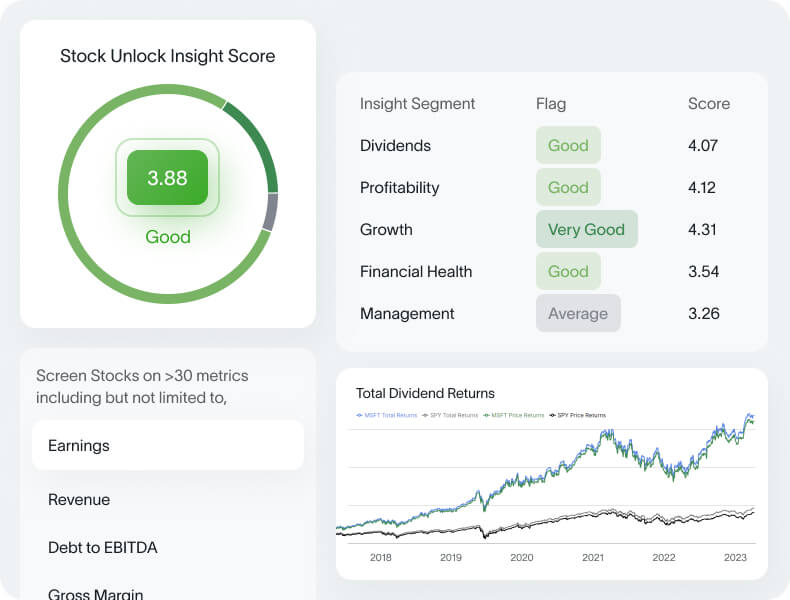 Stock Unlock Insight Score
3.88
Good
Insight Segment Flag Score
Dividends Good 4.07
Profitability Good 4.12
Growth Very Good 4.31
Financial Health Good 3.54
Management Average 3.26
Screen Stocks on >30 metrics
including but not limited to,
Earnings
Revenue
Debt to EBITDA
Gross Margin
Total Dividend Returns
MSFT Total Returns SPY Total Returns MSFT Price Returns SPY Price Returns
2018 2019 2020 2021 2022 2023